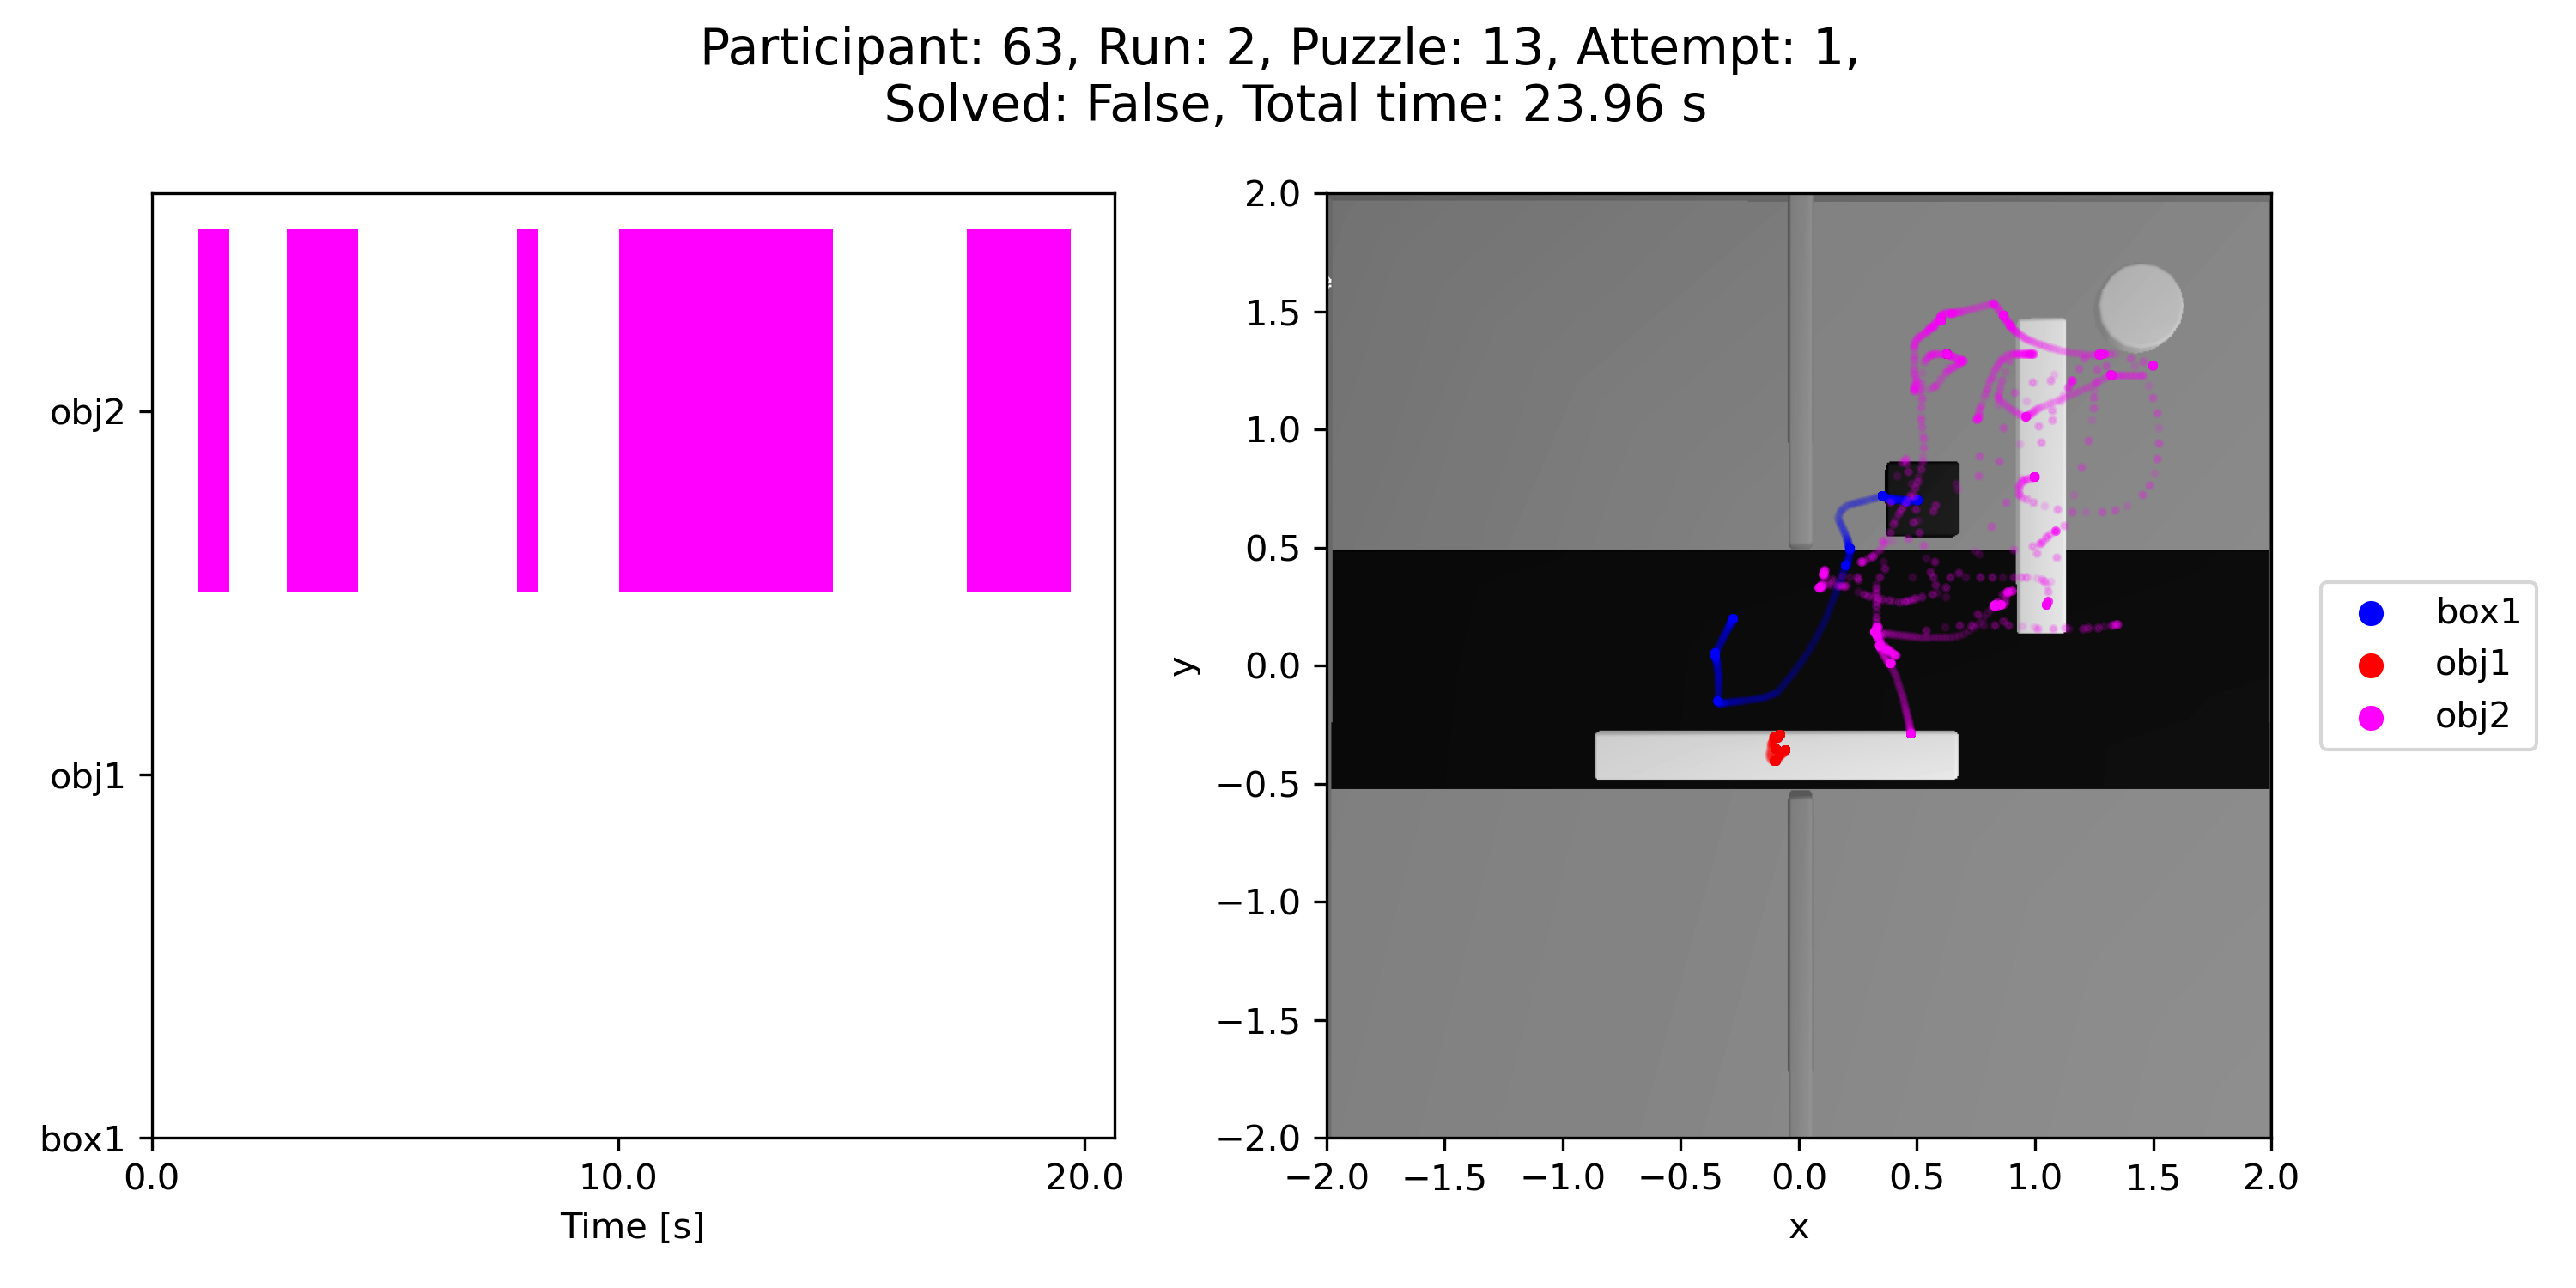 Participant: 63, Run: 2, Puzzle: 13, Attempt: 1,
Solved: False, Total time: 23.96 s
obj2
obj1
box1
0.0 10.0 20.0
Time [s]
2.0
1.5
1.0
0.5
0.0
−0.5
−1.0
−1.5
−2.0
y
−2.0 −1.5 −1.0 −0.5 0.0 0.5 1.0 1.5 2.0
x
box1
obj1
obj2